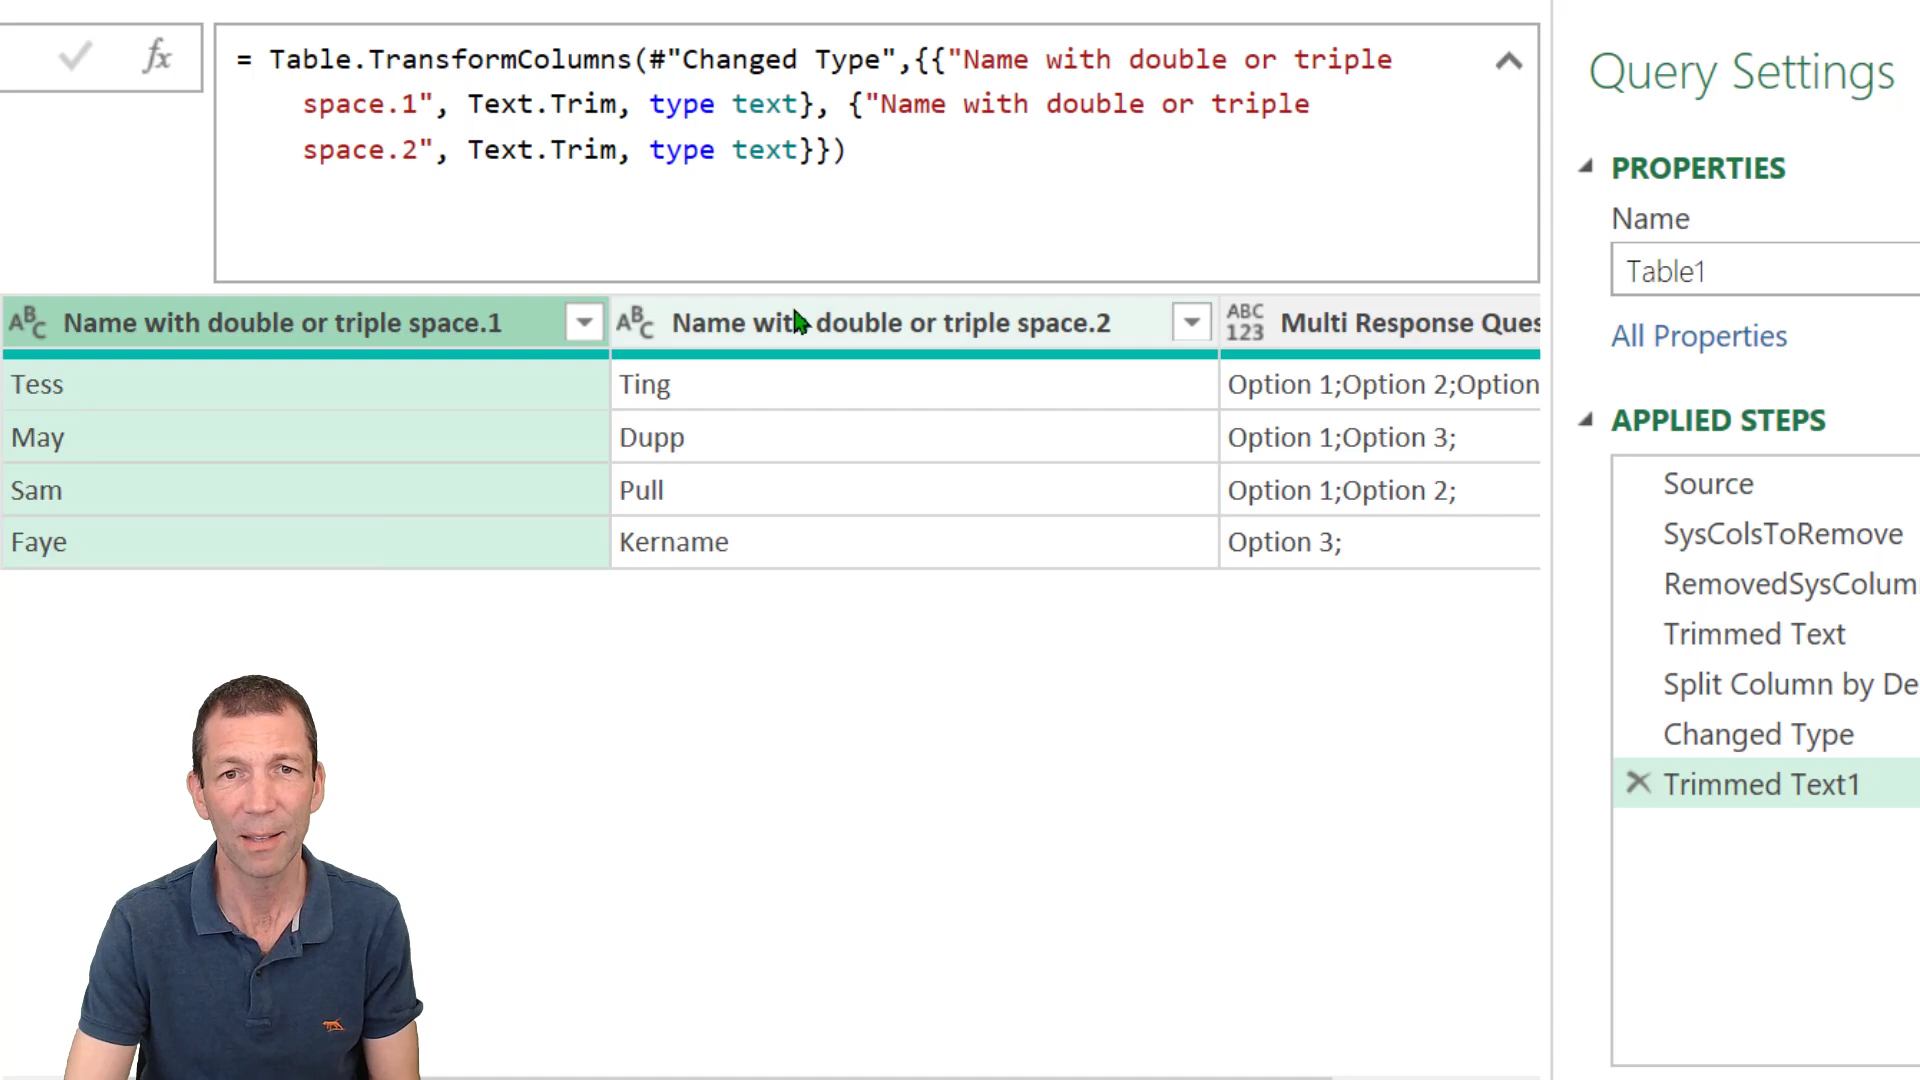 fx
= Table.TransformColumns(#"Changed Type",{{"Name with double or triple
space.1", Text.Trim, type text}, {"Name with double or triple
space.2", Text.Trim, type text}})
Query Settings
PROPERTIES
Name
Table1
All Properties
APPLIED STEPS
Source
SysColsToRemove
RemovedSysColum
Trimmed Text
Split Column by De
Changed Type
Trimmed Text1
ABC Name with double or triple space.1
ABC Name with double or triple space.2
ABC 123 Multi Response Ques
Tess Ting Option 1;Option 2;Option
May Dupp Option 1;Option 3;
Sam Pull Option 1;Option 2;
Faye Kername Option 3;